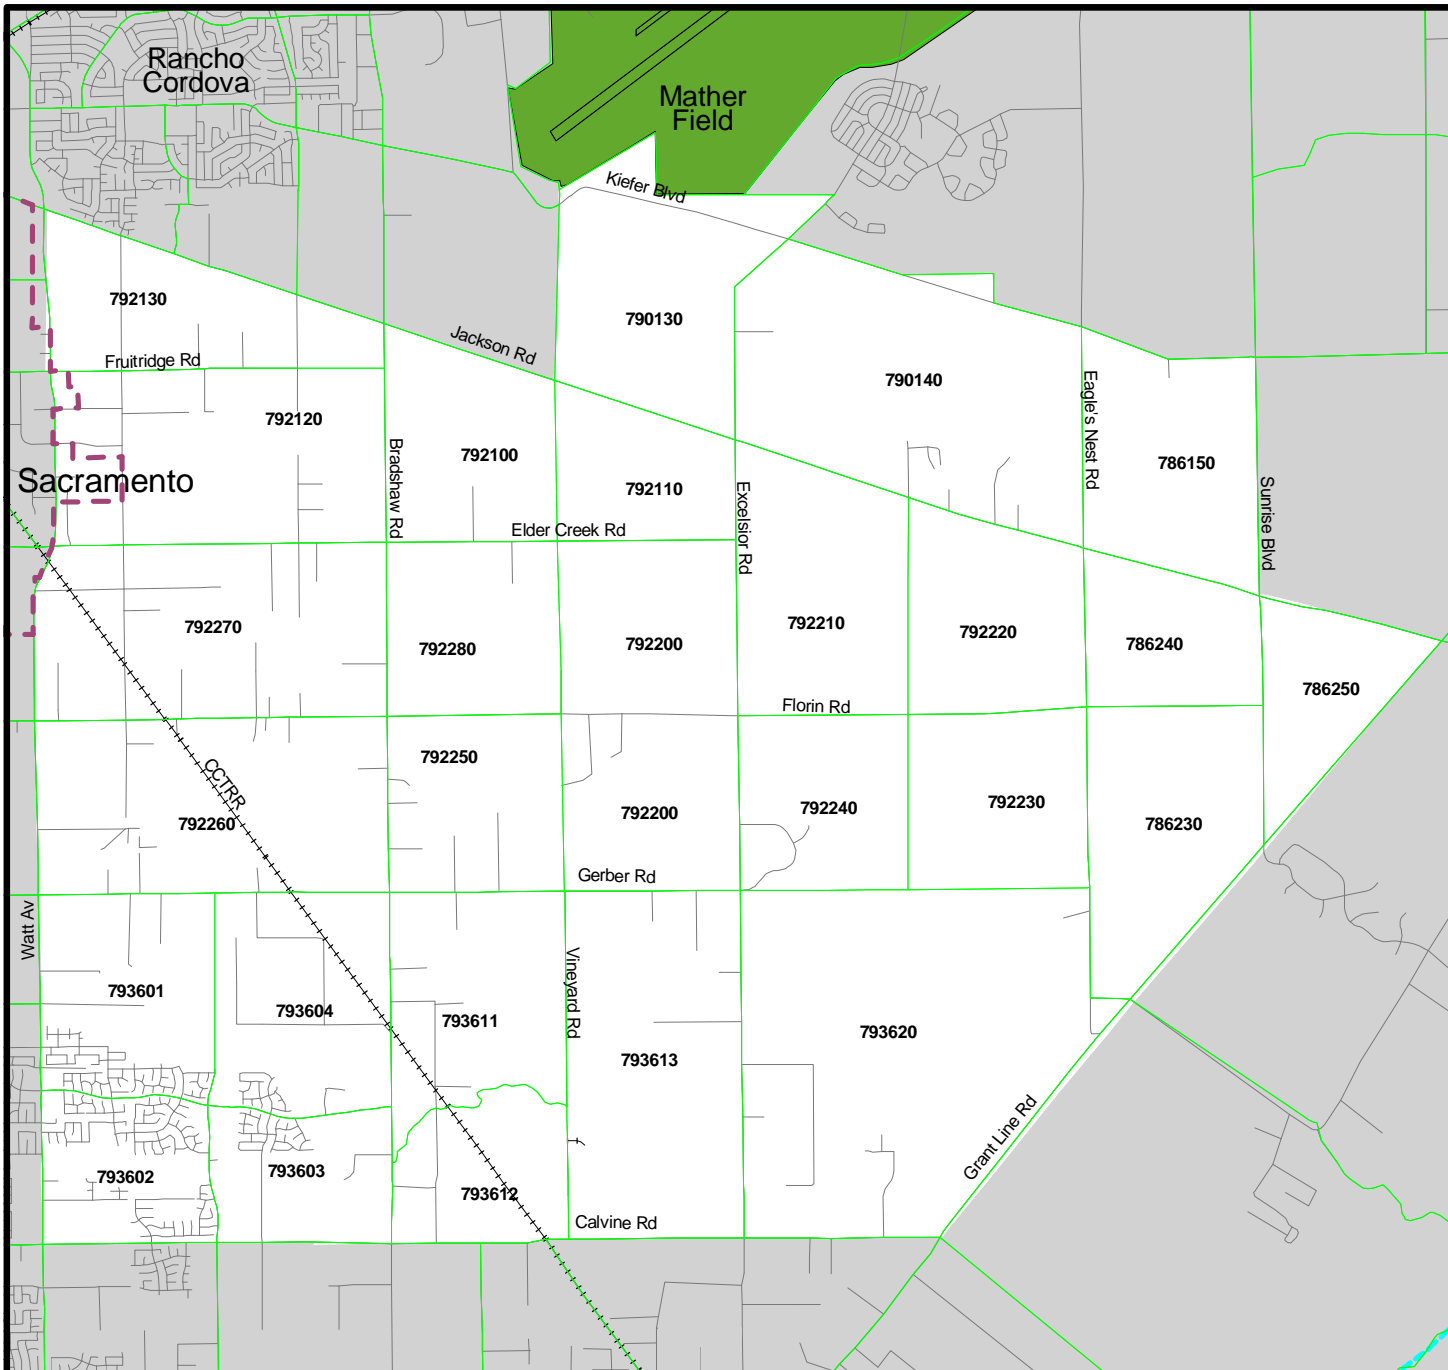 Rancho
Cordova
Mather
Field
Kiefer Blvd
792130
790130
Jackson Rd
Fruitridge Rd
790140
Eagle's Nest Rd
792120
792100
786150
Sacramento
Bradshaw Rd
792110
Excelsior Rd
Sunrise Blvd
Elder Creek Rd
792270
792280
792200
792210
792220
786240
786250
Florin Rd
792250
CCTRR
792260
792200
792240
792230
786230
Gerber Rd
Watt Av
Vineyard Rd
793601
793604
793611
793613
793620
Grant Line Rd
793602
793603
793612
Calvine Rd